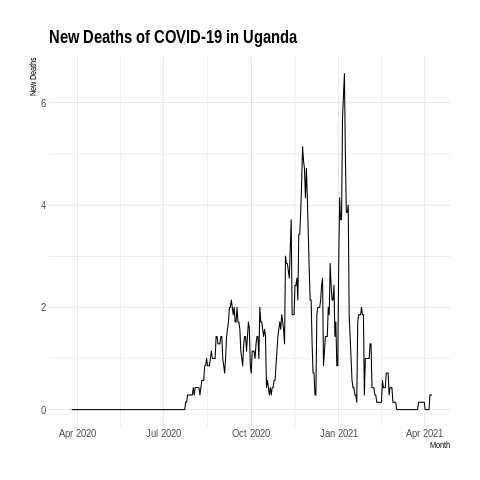 New Deaths of COVID-19 in Uganda
New Deaths
6
4
2
0
Apr 2020 Jul 2020 Oct 2020 Jan 2021 Apr 2021
Month